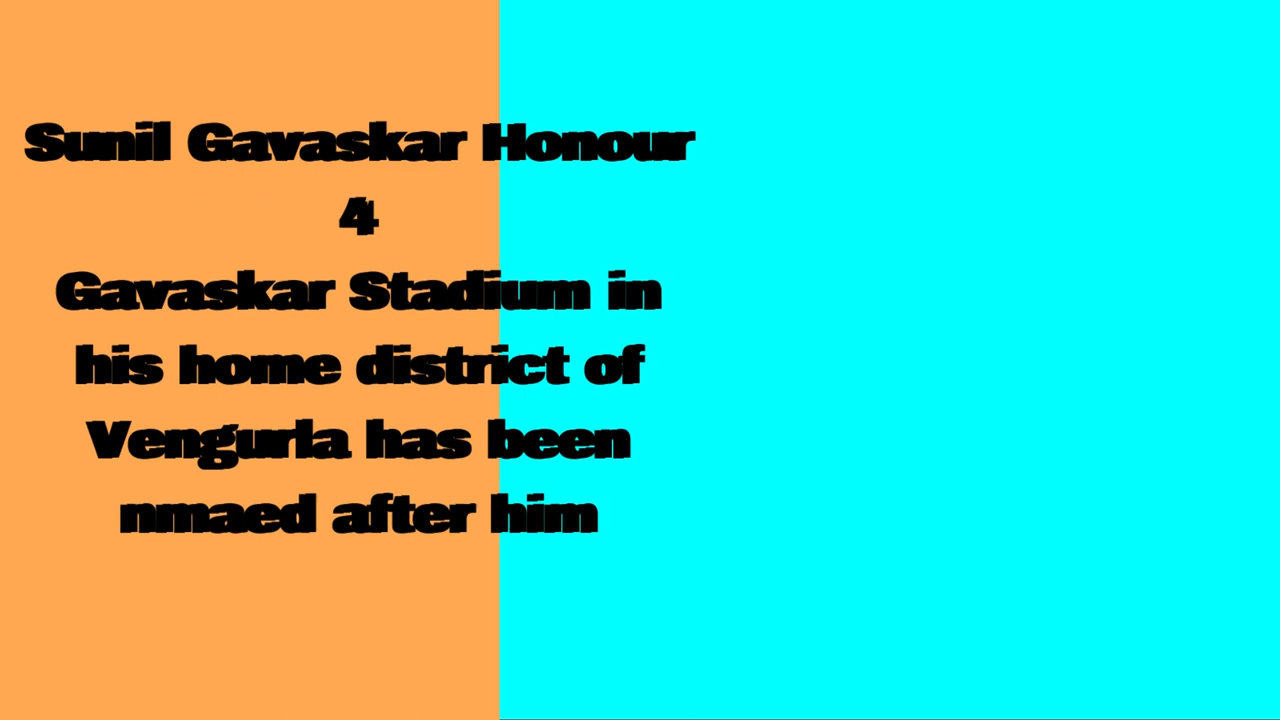 Sunil Gavaskar Honour
4
Gavaskar Stadium in
his home district of
Vengurla has been
nmaed after him